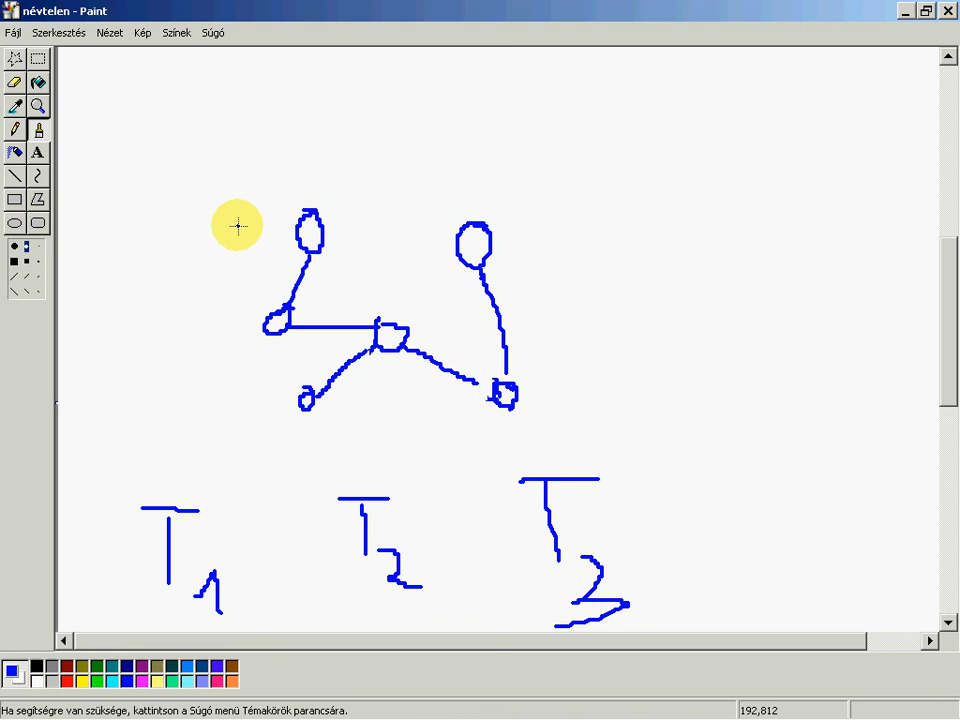 névtelen - Paint
Fájl Szerkesztés Nézet Kép Színek Súgó
A
T1 T2 T3
Ha segítségre van szüksége, kattintson a Súgó menü Témakörök parancsára. 192,812